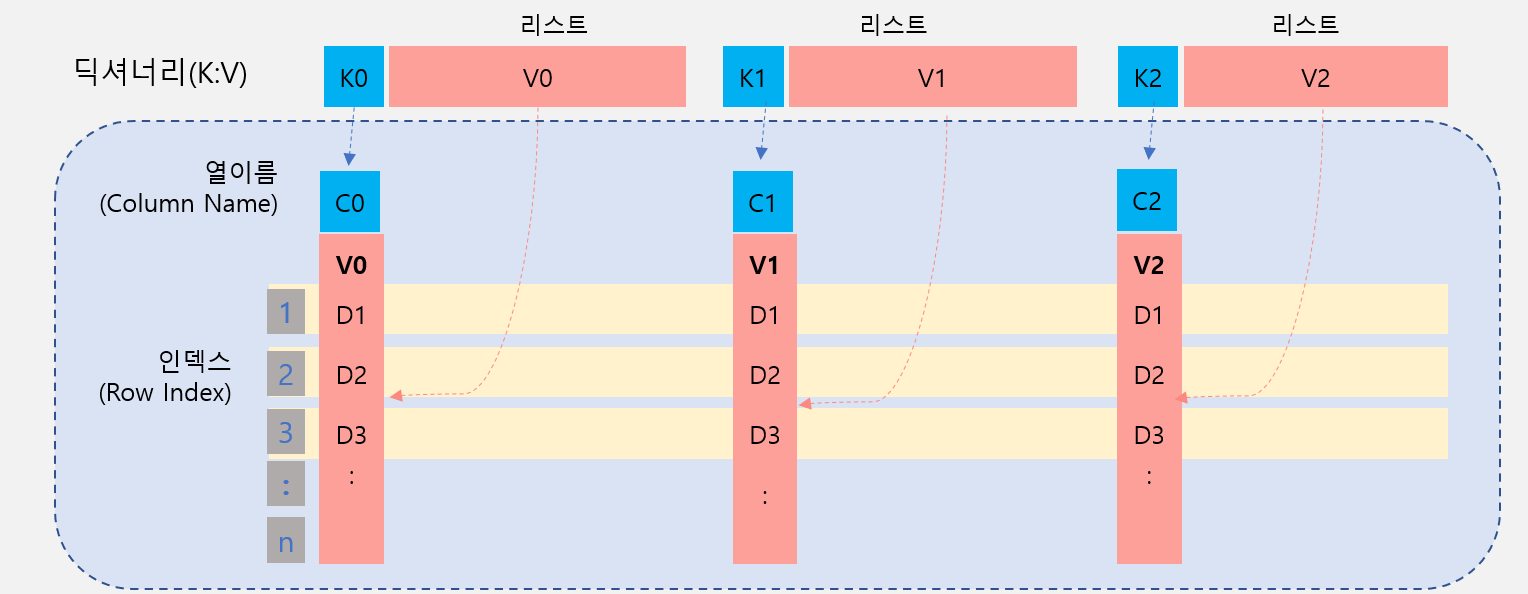 리스트 리스트 리스트
딕셔너리(K:V) K0 V0 K1 V1 K2 V2
열이름
(Column Name) C0 C1 C2
V0 V1 V2
1 D1 D1 D1
인덱스
(Row Index)
2 D2 D2 D2
3 D3 D3 D3
: : : :
n